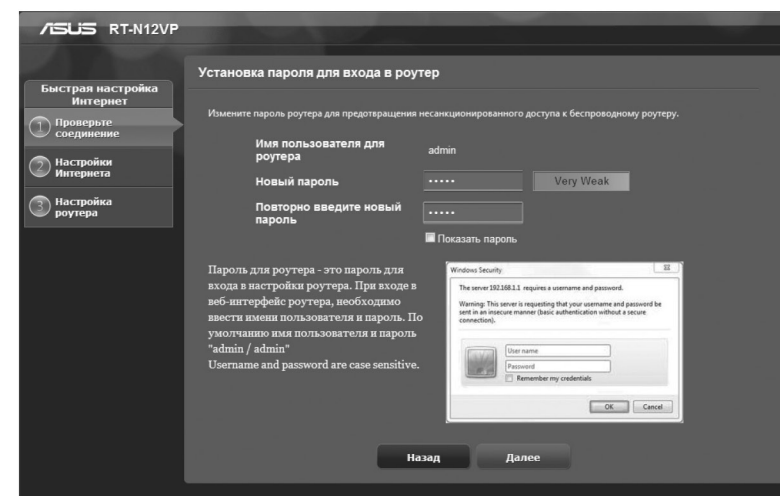 ASUS RT-N12VP
Быстрая настройка
Интернет
1 Проверьте
соединение
2 Настройки
Интернета
3 Настройка
роутера
Установка пароля для входа в роутер
Измените пароль роутера для предотвращения несанкционированного доступа к беспроводному роутеру.
Имя пользователя для
роутера
admin
Новый пароль
•••••
Very Weak
Повторно введите новый
пароль
•••••
Показать пароль
Пароль для роутера - это пароль для
входа в настройки роутера. При входе в
веб-интерфейс роутера, необходимо
ввести имени пользователя и пароль. По
умолчанию имя пользователя и пароль
"admin / admin"
Username and password are case sensitive.
Windows Security
The server 192.168.1.1 requires a username and password.
Warning: This server is requesting that your username and password be
sent in an insecure manner (basic authentication without a secure
connection).
User name
Password
Remember my credentials
OK Cancel
Назад Далее